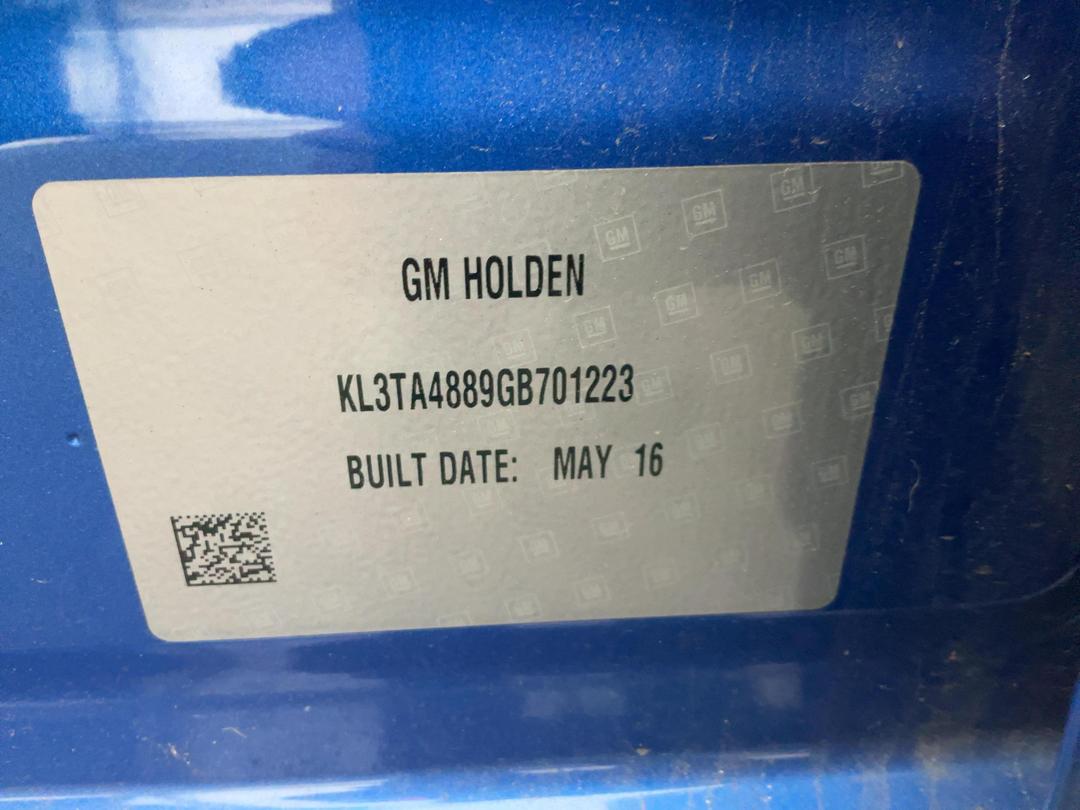 GM HOLDEN
KL3TA4889GB701223
BUILT DATE: MAY 16